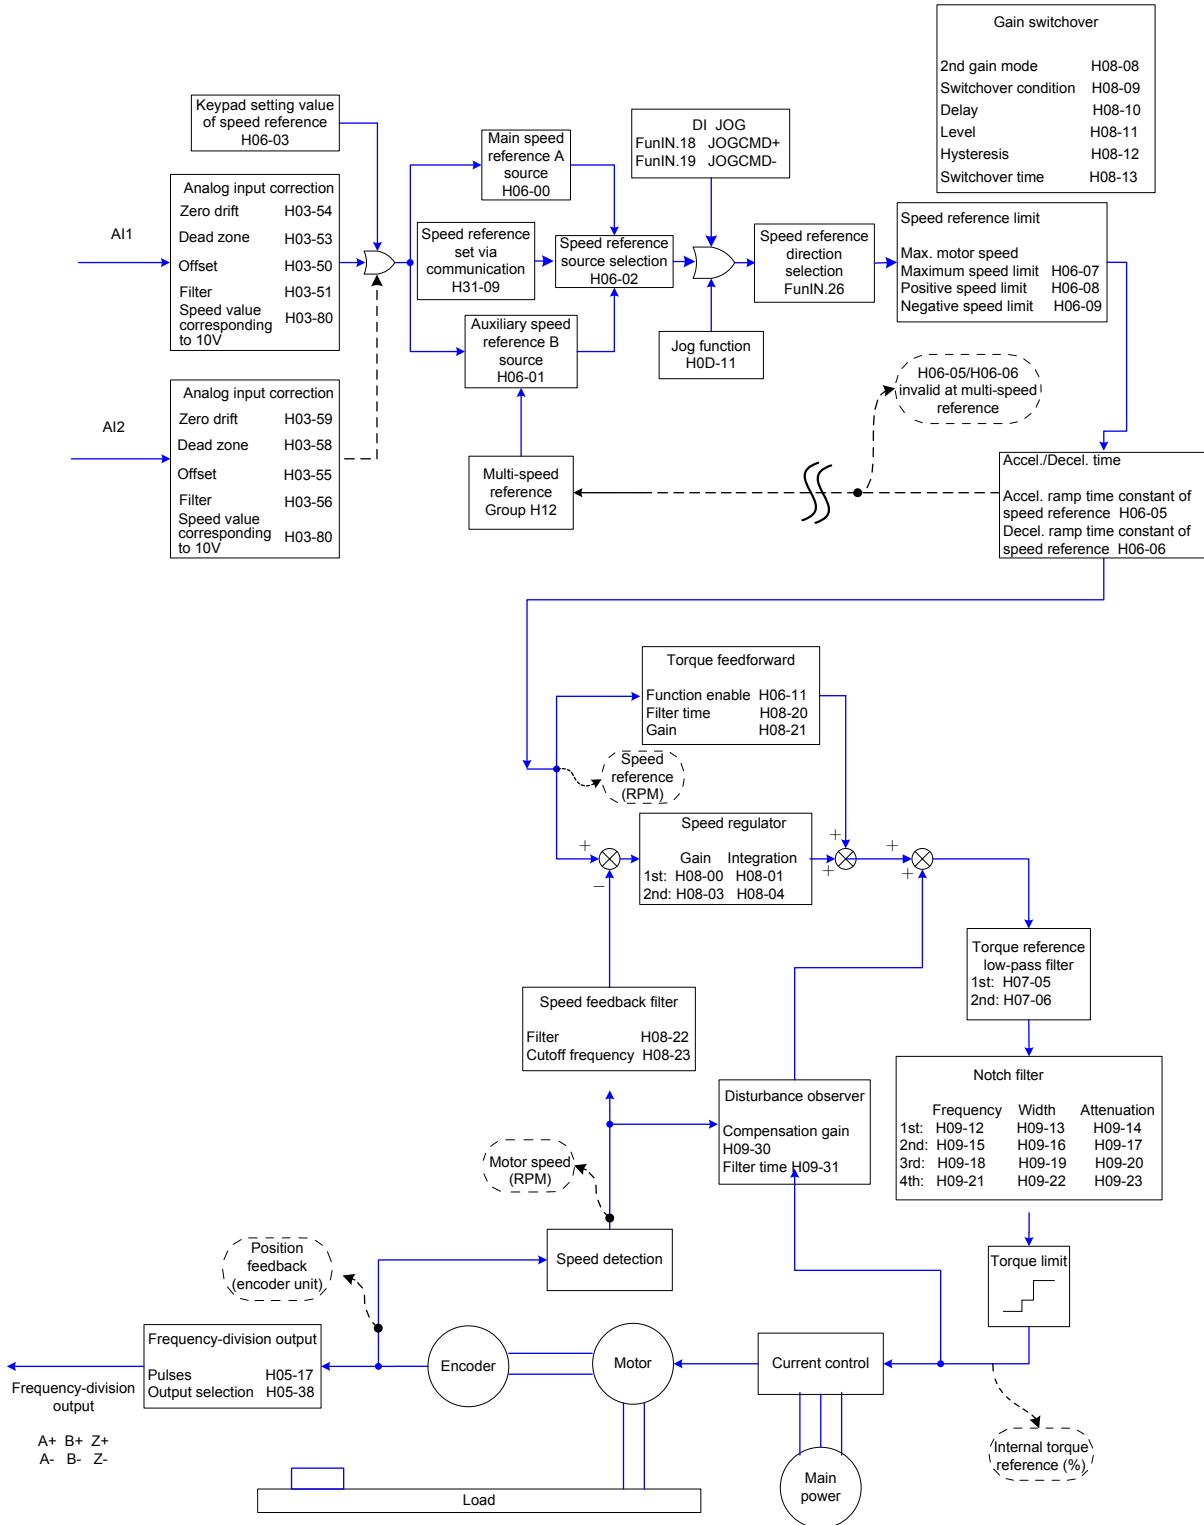 Gain switchover
2nd gain mode H08-08
Switchover condition H08-09
Delay H08-10
Level H08-11
Hysteresis H08-12
Switchover time H08-13
Keypad setting value
of speed reference
H06-03
Main speed
reference A
source
H06-00
DI JOG
FunIN.18 JOGCMD+
FunIN.19 JOGCMD-
AI1
Analog input correction
Zero drift H03-54
Dead zone H03-53
Offset H03-50
Filter H03-51
Speed value
corresponding
to 10V
H03-80
Speed reference
set via
communication
H31-09
Speed reference
source selection
H06-02
Speed reference
direction
selection
FunIN.26
Speed reference limit
Max. motor speed
Maximum speed limit H06-07
Positive speed limit H06-08
Negative speed limit H06-09
Auxiliary speed
reference B
source
H06-01
Jog function
H0D-11
H06-05/H06-06
invalid at multi-speed
reference
AI2
Analog input correction
Zero drift H03-59
Dead zone H03-58
Offset H03-55
Filter H03-56
Speed value
corresponding
to 10V
H03-80
Multi-speed
reference
Group H12
Accel./Decel. time
Accel. ramp time constant of
speed reference H06-05
Decel. ramp time constant of
speed reference H06-06
Torque feedforward
Function enable H06-11
Filter time H08-20
Gain H08-21
Speed
reference
(RPM)
Speed regulator
Gain Integration
1st: H08-00 H08-01
2nd: H08-03 H08-04
+
−
+
+
+
+
Torque reference
low-pass filter
1st: H07-05
2nd: H07-06
Speed feedback filter
Filter H08-22
Cutoff frequency H08-23
Disturbance observer
Compensation gain
H09-30
Filter time H09-31
Notch filter
Frequency Width Attenuation
1st: H09-12 H09-13 H09-14
2nd: H09-15 H09-16 H09-17
3rd: H09-18 H09-19 H09-20
4th: H09-21 H09-22 H09-23
Motor speed
(RPM)
Speed detection
Position
feedback
(encoder unit)
Torque limit
Frequency-division output
Pulses H05-17
Output selection H05-38
Encoder
Motor
Current control
Frequency-division
output
A+ B+ Z+
A- B- Z-
Internal torque
reference (%)
Main
power
Load